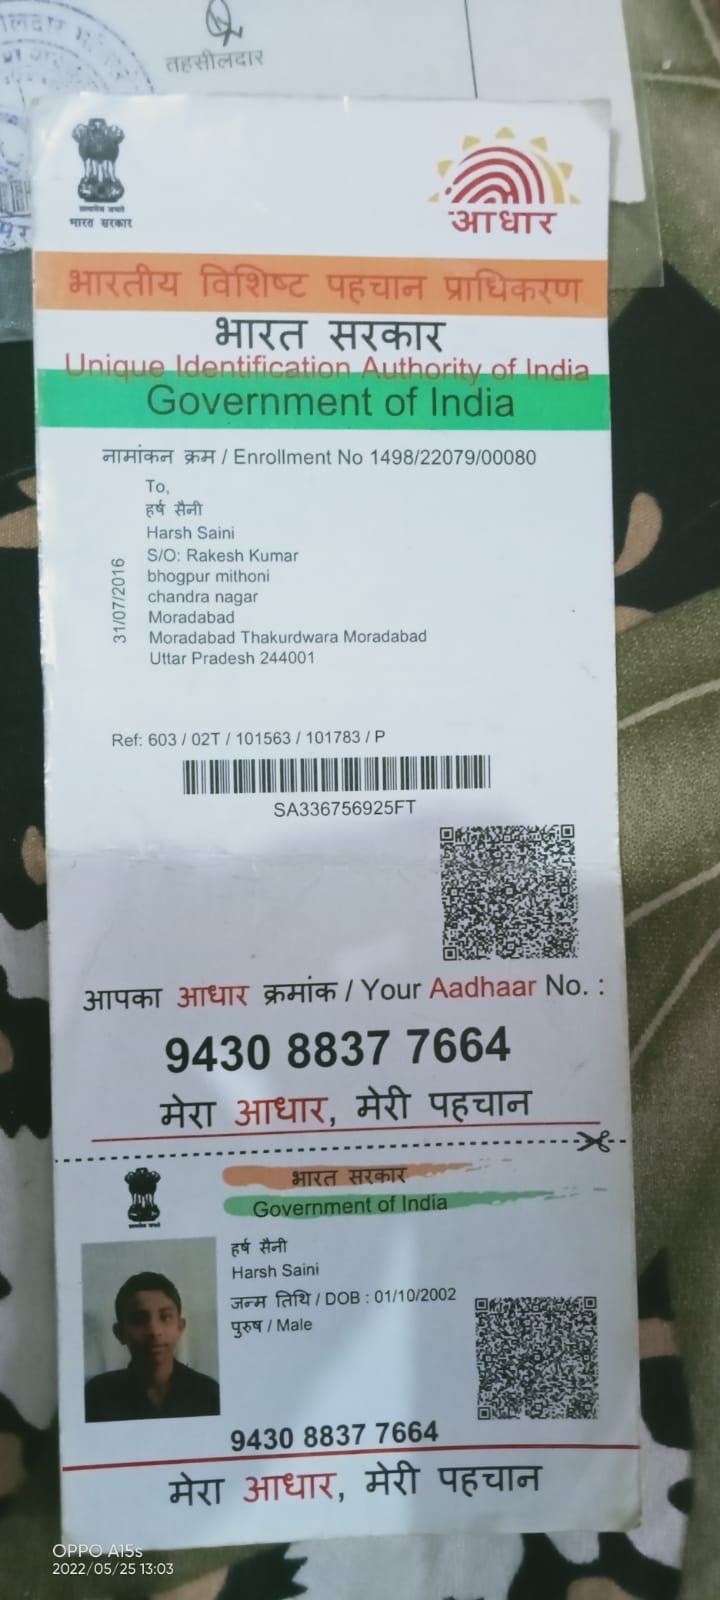 तहसीलदार
भारत सरकार
आधार
भारतीय विशिष्ट पहचान प्राधिकरण
भारत सरकार
Unique Identification Authority of India
Government of India
नामांकन क्रम / Enrollment No 1498/22079/00080
To,
हर्ष सैनी
Harsh Saini
S/O: Rakesh Kumar
bhogpur mithoni
chandra nagar
Moradabad
Moradabad Thakurdwara Moradabad
Uttar Pradesh 244001
31/07/2016
Ref: 603 / 02T / 101563 / 101783 / P
SA336756925FT
आपका आधार क्रमांक / Your Aadhaar No. :
9430 8837 7664
मेरा आधार, मेरी पहचान
भारत सरकार
Government of India
हर्ष सैनी
Harsh Saini
जन्म तिथि / DOB : 01/10/2002
पुरुष / Male
9430 8837 7664
मेरा आधार, मेरी पहचान
OPPO A15s
2022/05/25 13:03